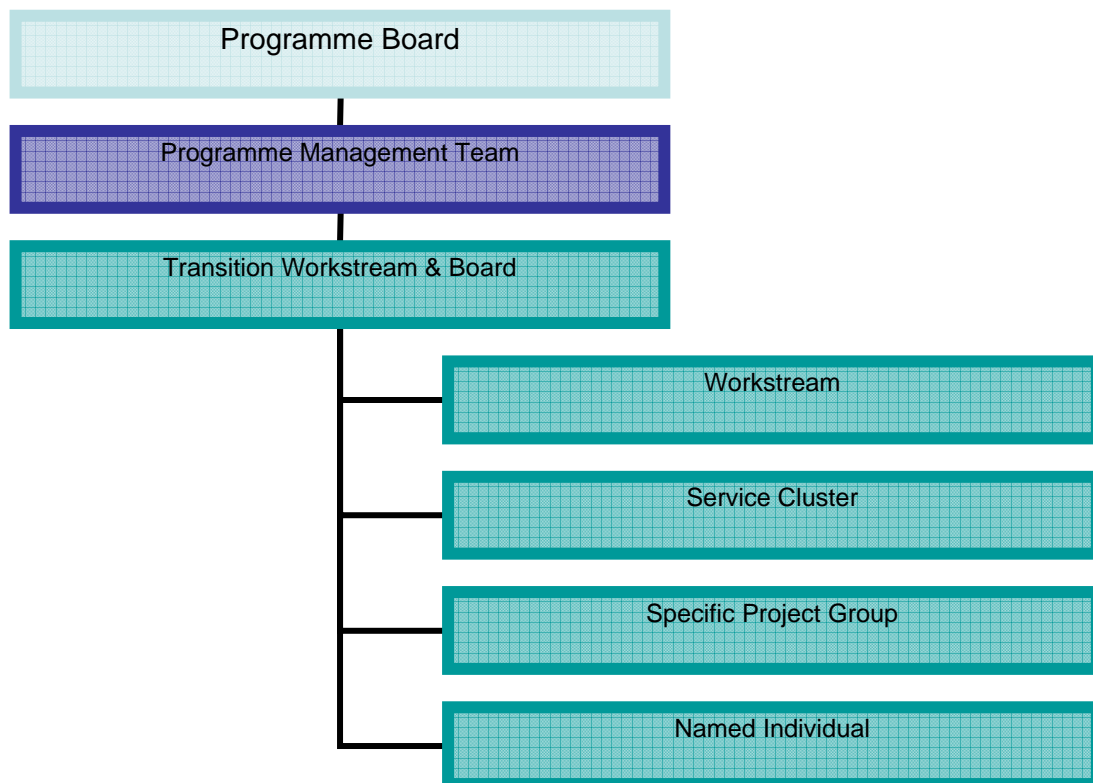 Programme Board
Programme Management Team
Transition Workstream & Board
Workstream
Service Cluster
Specific Project Group
Named Individual